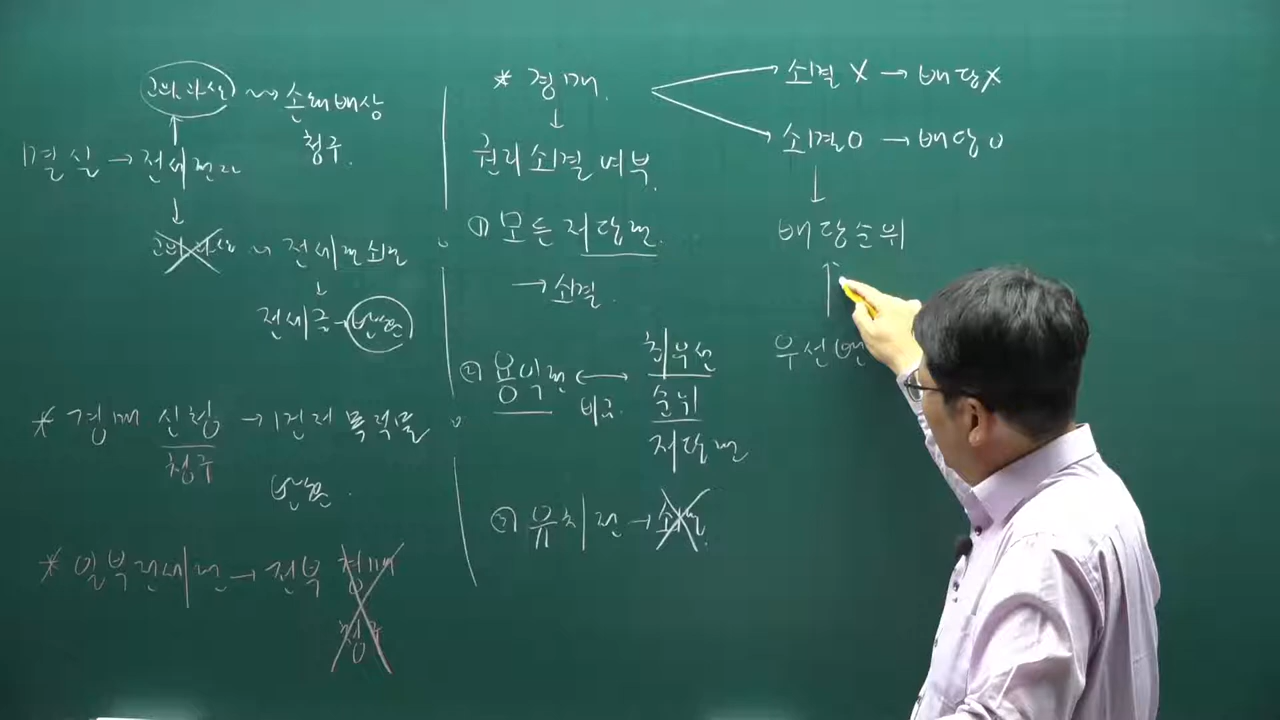 고의, 과실 ~> 손해배상
청구.
멸실 → 전세권자
고의, 과실 ~ 전세권 소멸
↓
전세금 - 반환
* 경매 신청 → 건물 목적물
청구
반환.
* 일부전세권 → 전부 경매
청구
* 경매.
↓
권리 소멸 여부.
① 모든 저당권.
→ 소멸.
② 용익권 ↔ 최우선
비교. 순위
저당권
③ 유치권 → 소멸.
소멸 X → 배당X
소멸O → 배당 O
↓
배당순위
↑
우선(변